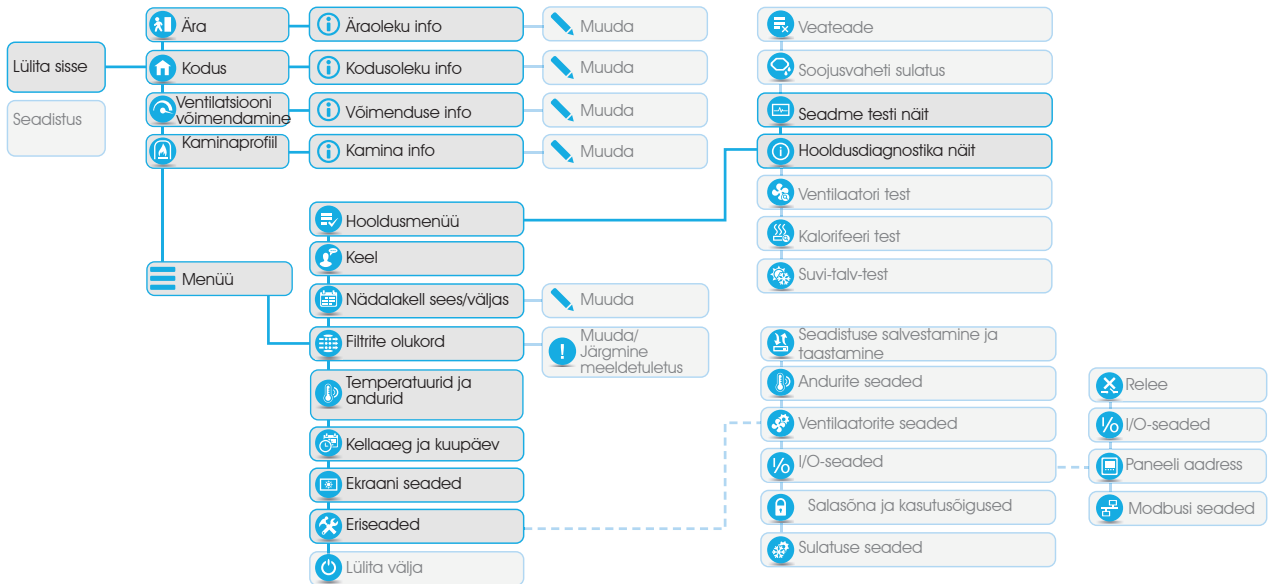 Lülita sisse
Seadistus
Ära
Kodus
Ventilatsiooni
võimendamine
Kaminaprofiil
Menüü
Äraoleku info
Kodusoleku info
Võimenduse info
Kamina info
Muuda
Muuda
Muuda
Muuda
Hooldusmenüü
Keel
Nädalakell sees/väljas
Filtrite olukord
Temperatuurid ja
andurid
Kellaaeg ja kuupäev
Ekraani seaded
Eriseaded
Lülita välja
Muuda
Muuda/
Järgmine
meeldetuletus
Veateade
Soojusvaheti sulatus
Seadme testi näit
Hooldusdiagnostika näit
Ventilaatori test
Kalorifeeri test
Suvi-talv-test
Seadistuse salvestamine ja
taastamine
Andurite seaded
Ventilaatorite seaded
I/O-seaded
Salasõna ja kasutusõigused
Sulatuse seaded
Relee
I/O-seaded
Paneeli aadress
Modbusi seaded